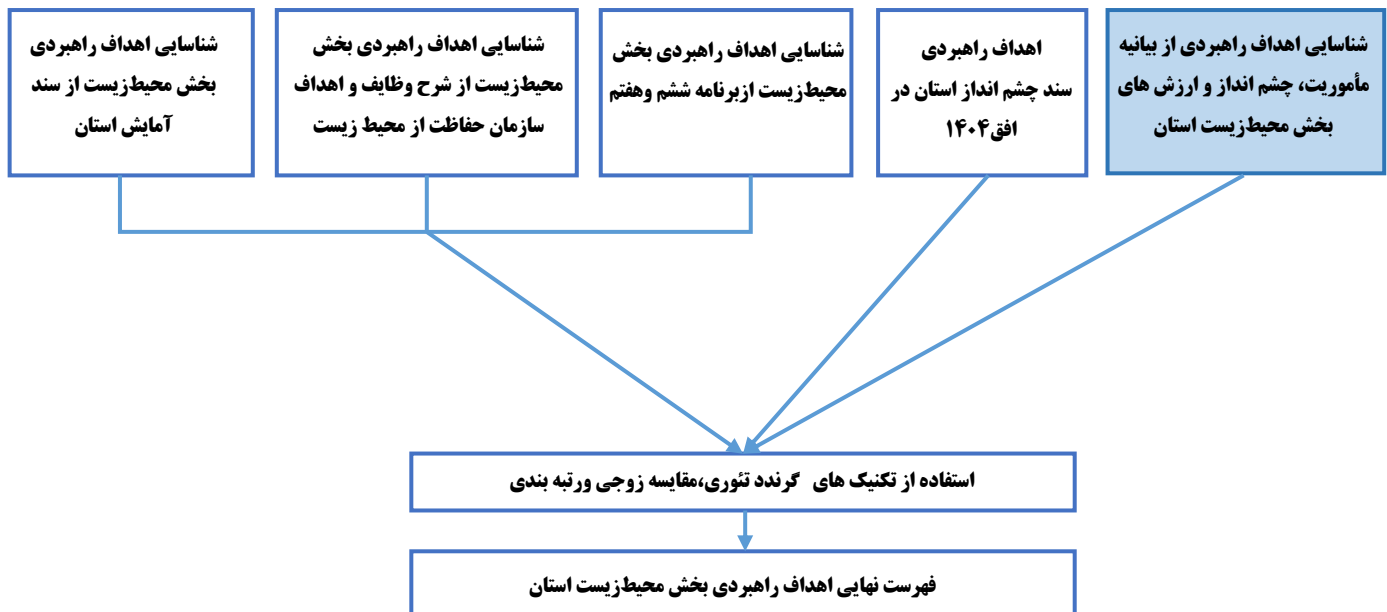 شناسایی اهداف راهبردی از بیانیه
مأموریت، چشم انداز و ارزش های
بخش محیط‌زیست استان
اهداف راهبردی
سند چشم انداز استان در
افق۱۴۰۴
شناسایی اهداف راهبردی بخش
محیط‌زیست ازبرنامه ششم وهفتم
شناسایی اهداف راهبردی بخش
محیط‌زیست از شرح وظایف و اهداف
سازمان حفاظت از محیط زیست
شناسایی اهداف راهبردی
بخش محیط‌زیست از سند
آمایش استان
استفاده از تکنیک های گرندد تئوری،مقایسه زوجی ورتبه بندی
فهرست نهایی اهداف راهبردی بخش محیط‌زیست استان